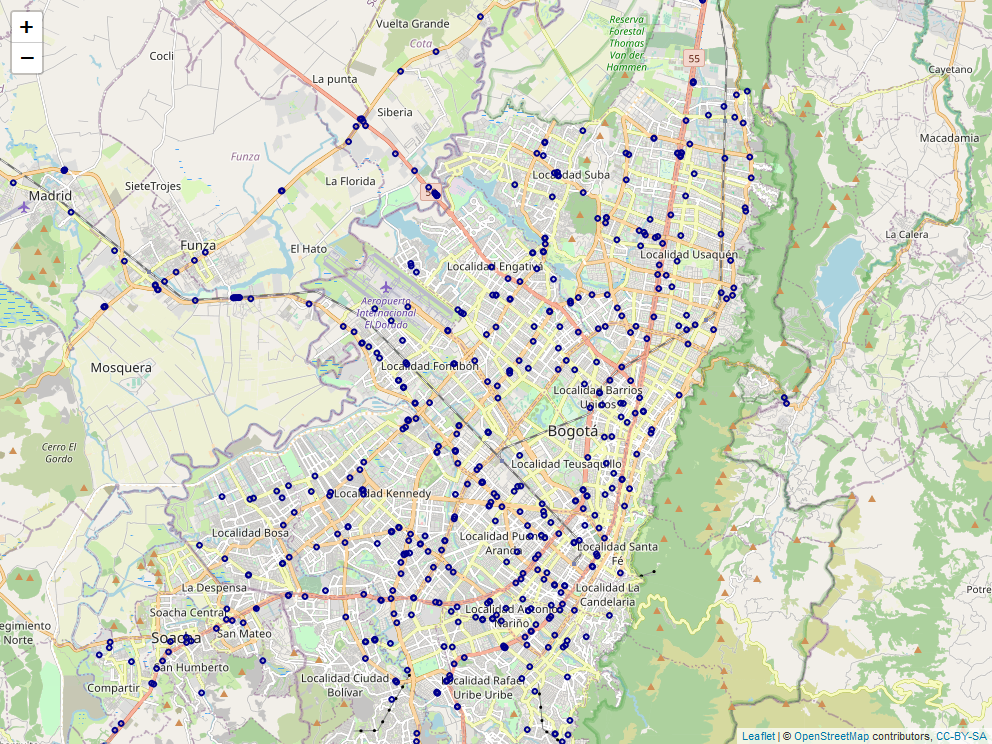 +
−
Vuelta Grande
Cota
Cocli
La punta
Siberia
Funza
SieteTrojes
La Florida
Madrid
Funza
El Hato
Mosquera
Cerro El
Gordo
Reserva
Forestal
Thomas
Van der
Hammen
55
Cayetano
Macadamia
La Calera
Localidad Suba
Localidad Usaquén
Localidad Engativá
Aeropuerto
Internacional
El Dorado
Localidad Fontibón
Localidad Barrios
Unidos
Bogotá
Localidad Teusaquillo
Localidad Kennedy
Localidad Bosa
Localidad Puente
Aranda
Localidad Santa
Fé
Localidad La
Candelaria
Localidad Antonio
Nariño
La Despensa
Soacha Central
Soacha
San Mateo
San Humberto
Compartir
Localidad Ciudad
Bolívar
Localidad Rafael
Uribe Uribe
egimiento
Norte
Potre
Leaflet | © OpenStreetMap contributors, CC-BY-SA